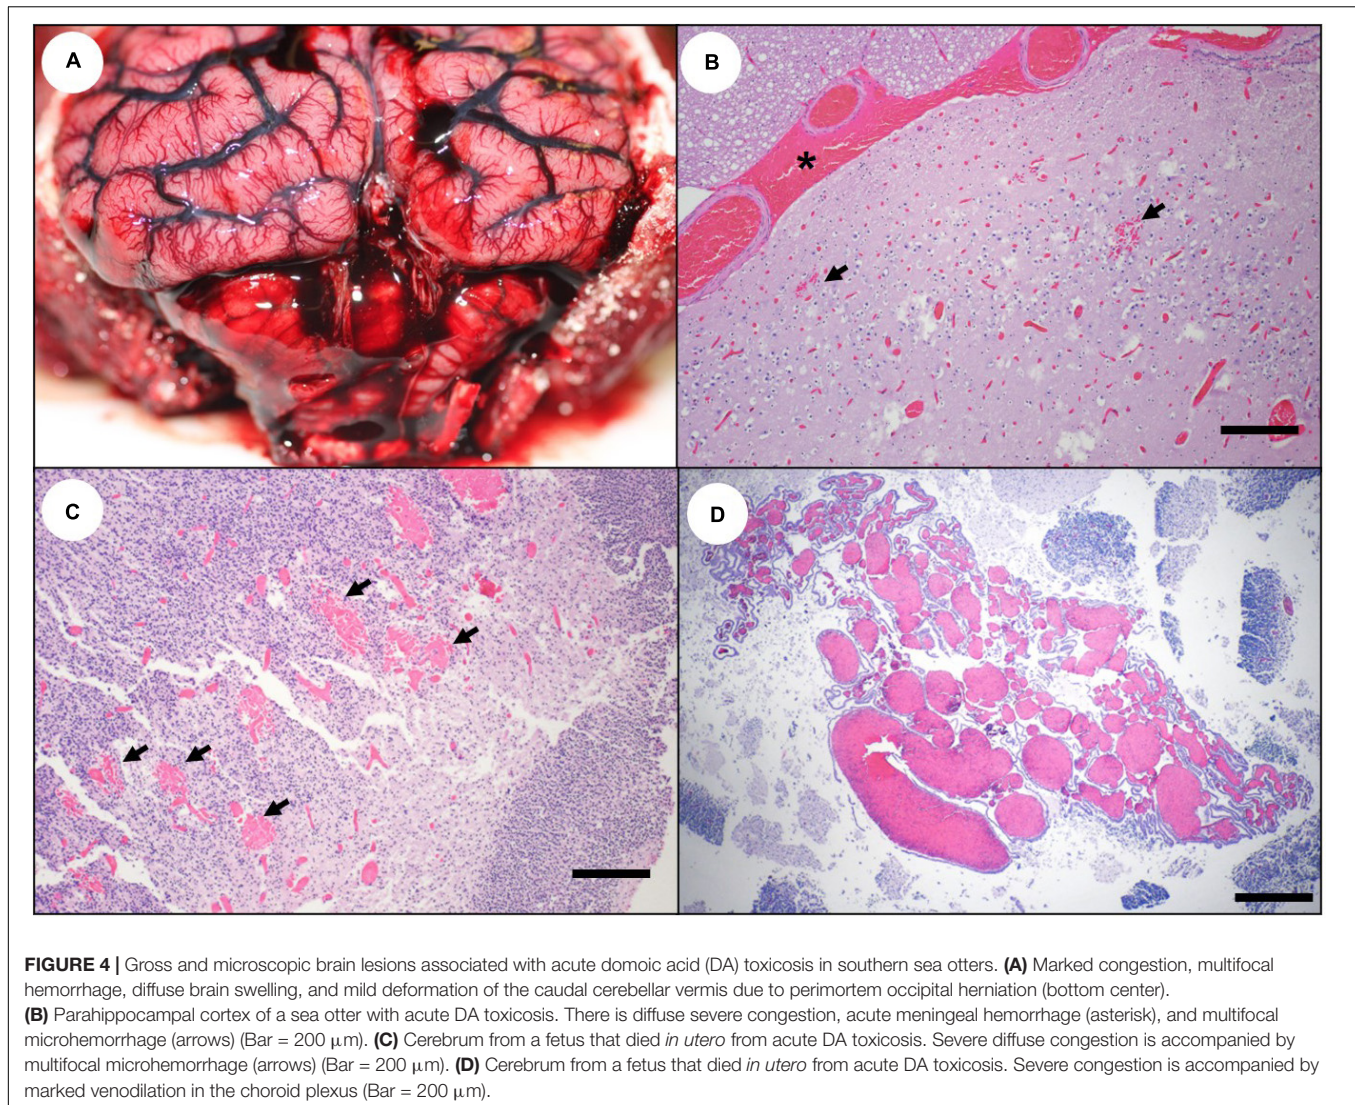 A
B
*
C
D
FIGURE 4 | Gross and microscopic brain lesions associated with acute domoic acid (DA) toxicosis in southern sea otters. (A) Marked congestion, multifocal
hemorrhage, diffuse brain swelling, and mild deformation of the caudal cerebellar vermis due to perimortem occipital herniation (bottom center).
(B) Parahippocampal cortex of a sea otter with acute DA toxicosis. There is diffuse severe congestion, acute meningeal hemorrhage (asterisk), and multifocal
microhemorrhage (arrows) (Bar = 200 μm). (C) Cerebrum from a fetus that died in utero from acute DA toxicosis. Severe diffuse congestion is accompanied by
multifocal microhemorrhage (arrows) (Bar = 200 μm). (D) Cerebrum from a fetus that died in utero from acute DA toxicosis. Severe congestion is accompanied by
marked venodilation in the choroid plexus (Bar = 200 μm).